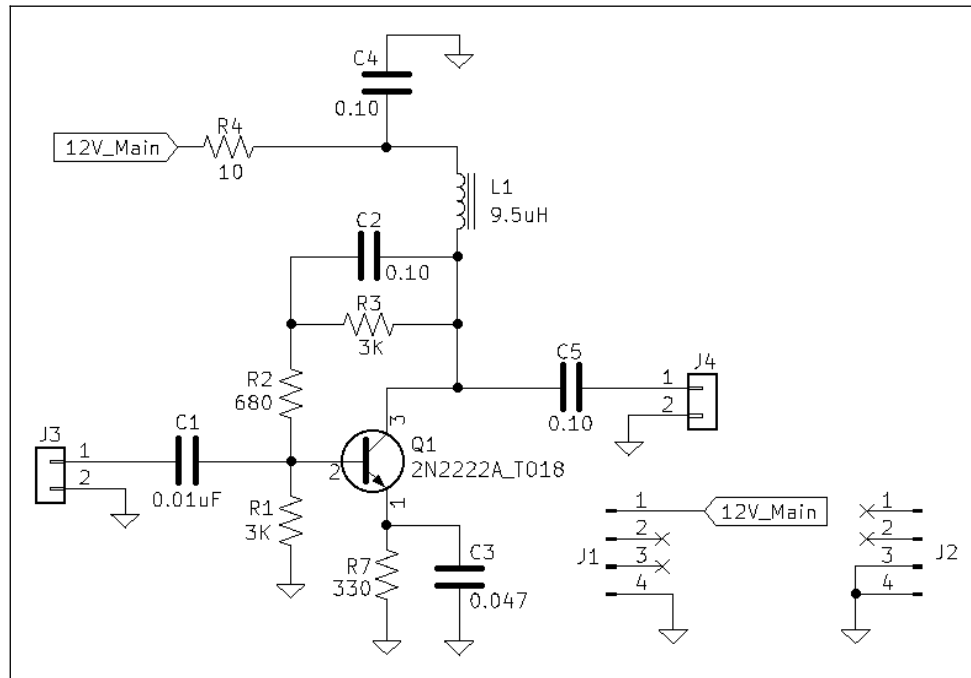 C4
0.10
12V_Main
R4
10
L1
9.5uH
C2
0.10
R3
3K
R2
680
C5
0.10
J4
1
2
J3
1
2
C1
0.01uF
3
2
1
Q1
2N2222A_TO18
R1
3K
R7
330
C3
0.047
J1
1
2
3
4
12V_Main
1
2
3
4
J2